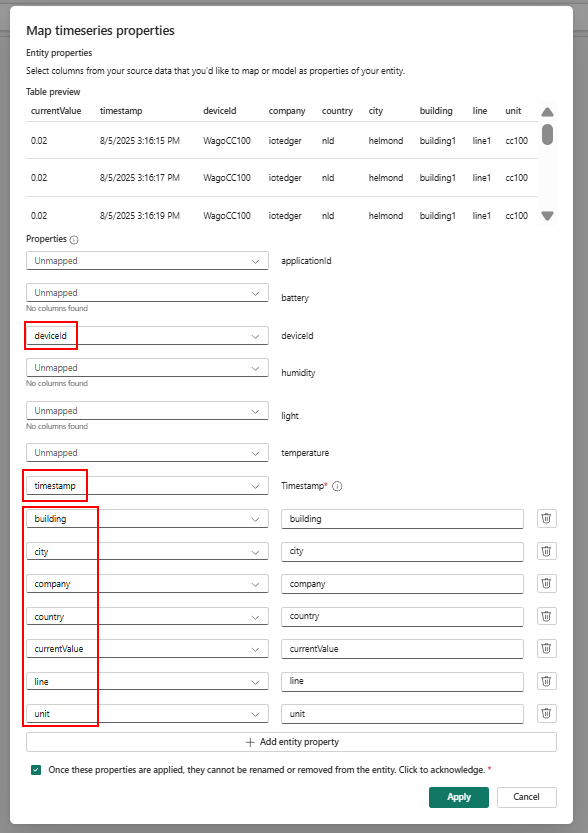 Map timeseries properties
Entity properties
Select columns from your source data that you'd like to map or model as properties of your entity.
Table preview
currentValue timestamp deviceId company country city building line unit
0.02 8/5/2025 3:16:15 PM WagoCC100 iotedger nld helmond building1 line1 cc100
0.02 8/5/2025 3:16:17 PM WagoCC100 iotedger nld helmond building1 line1 cc100
0.02 8/5/2025 3:16:19 PM WagoCC100 iotedger nld helmond building1 line1 cc100
Properties
Unmapped applicationId
Unmapped battery
No columns found
deviceId deviceId
Unmapped humidity
No columns found
Unmapped light
No columns found
Unmapped temperature
timestamp Timestamp*
building building
city city
company company
country country
currentValue currentValue
line line
unit unit
+ Add entity property
Once these properties are applied, they cannot be renamed or removed from the entity. Click to acknowledge. *
Apply Cancel